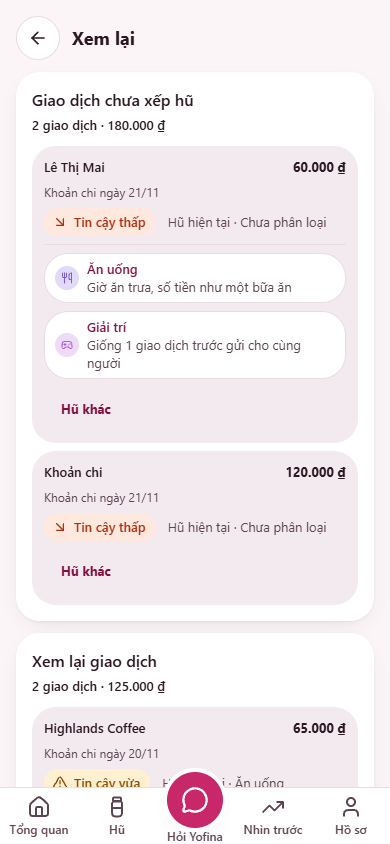 Xem lại
Giao dịch chưa xếp hũ
2 giao dịch · 180.000 ₫
Lê Thị Mai
60.000 ₫
Khoản chi ngày 21/11
Tin cậy thấp
Hũ hiện tại · Chưa phân loại
Ăn uống
Giờ ăn trưa, số tiền như một bữa ăn
Giải trí
Giống 1 giao dịch trước gửi cho cùng
người
Hũ khác
Khoản chi
120.000 ₫
Khoản chi ngày 21/11
Tin cậy thấp
Hũ hiện tại · Chưa phân loại
Hũ khác
Xem lại giao dịch
2 giao dịch · 125.000 ₫
Highlands Coffee
65.000 ₫
Khoản chi ngày 20/11
Tin cậy vừa
· Ăn uống
Tổng quan
Hũ
Hỏi Yofina
Nhìn trước
Hồ sơ